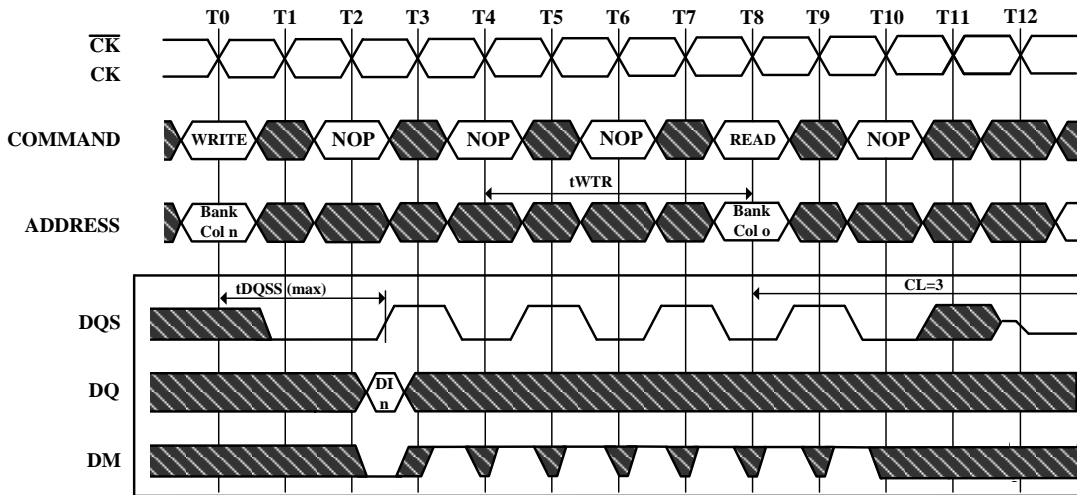 T0 T1 T2 T3 T4 T5 T6 T7 T8 T9 T10 T11 T12
CK
CK
COMMAND WRITE NOP NOP NOP READ NOP
tWTR
ADDRESS Bank Col n Bank Col o
tDQSS (max) CL=3
DQS
DQ DI n
DM